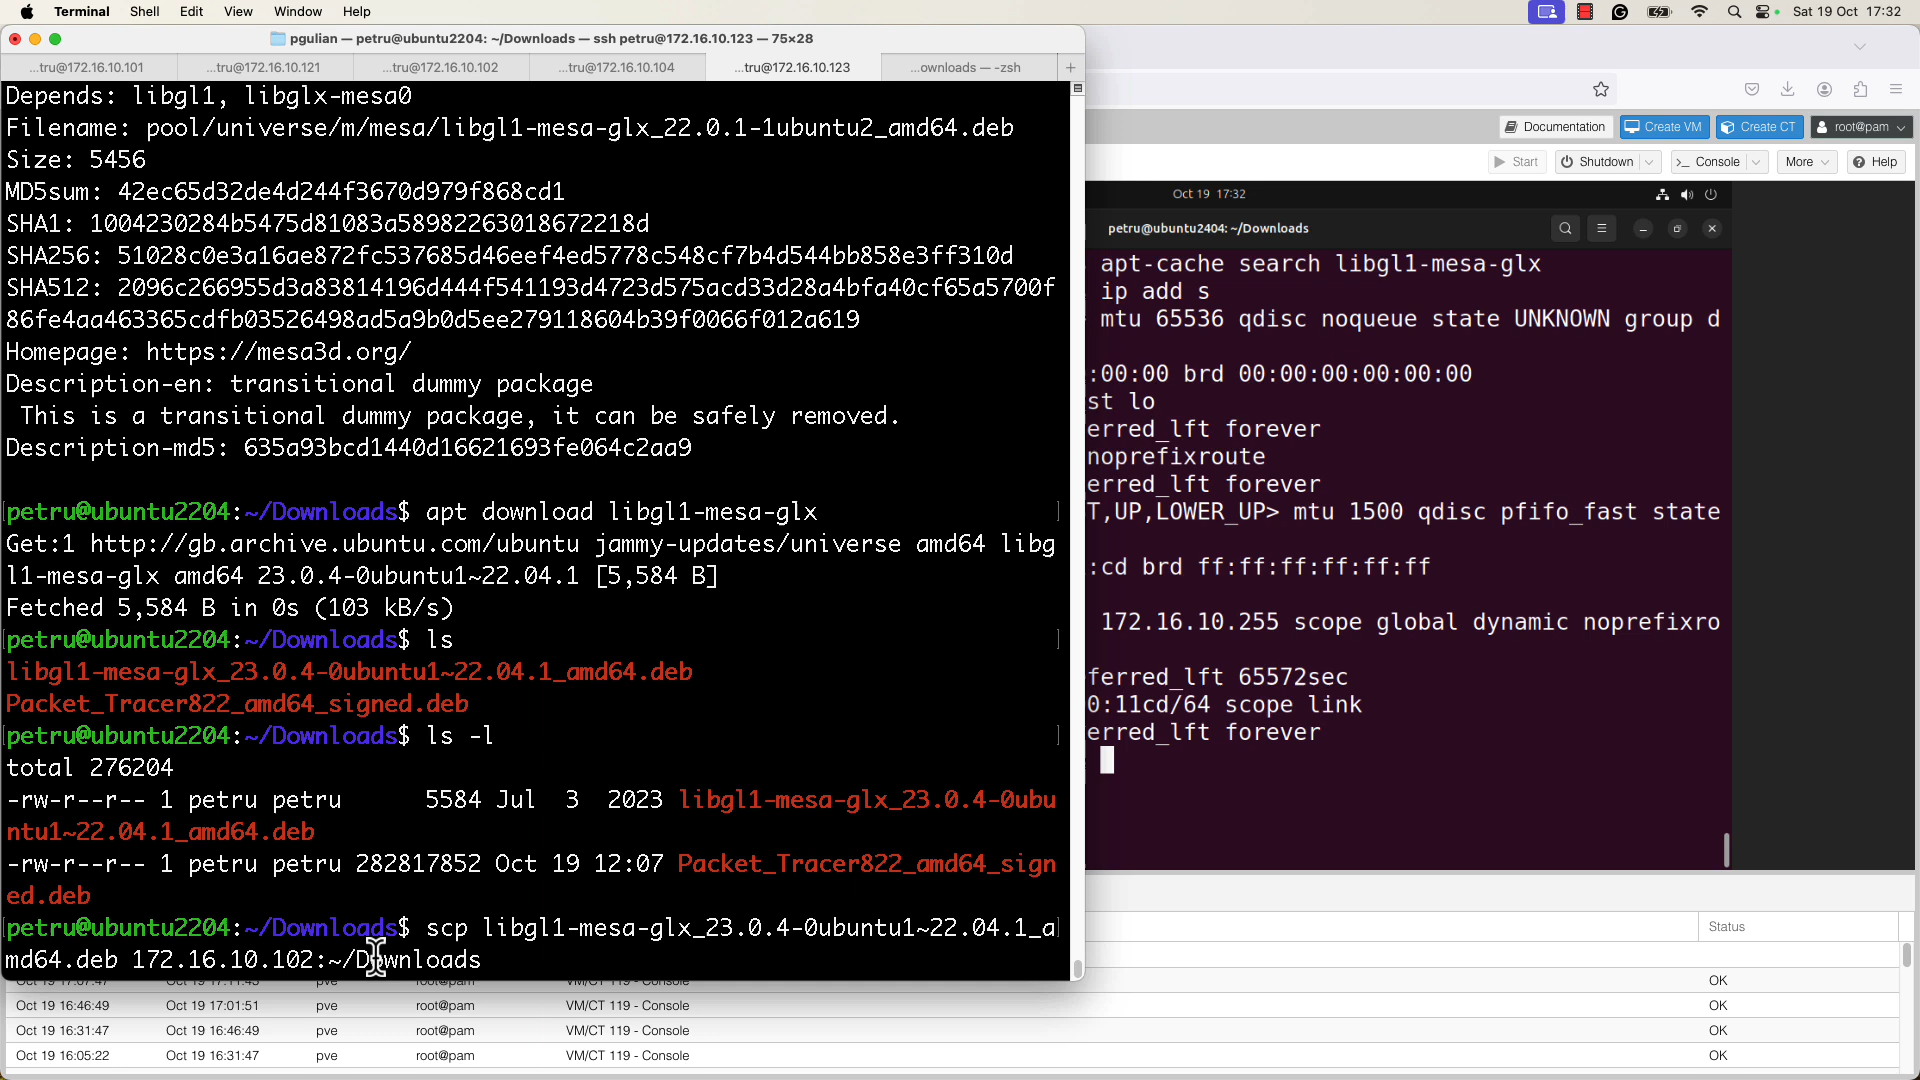 Terminal Shell Edit View Window Help
Sat 19 Oct 17:32
pgulian — petru@ubuntu2204: ~/Downloads — ssh petru@172.16.10.123 — 75×28
...tru@172.16.10.101 ...tru@172.16.10.121 ...tru@172.16.10.102 ...tru@172.16.10.104 ...tru@172.16.10.123 ...ownloads — -zsh +
Depends: libgl1, libglx-mesa0
Filename: pool/universe/m/mesa/libgl1-mesa-glx_22.0.1-1ubuntu2_amd64.deb
Size: 5456
MD5sum: 42ec65d32de4d244f3670d979f868cd1
SHA1: 1004230284b5475d81083a58982263018672218d
SHA256: 51028c0e3a16ae872fc537685d46eef4ed5778c548cf7b4d544bb858e3ff310d
SHA512: 2096c266955d3a83814196d444f541193d4723d575acd33d28a4bfa40cf65a5700f
86fe4aa463365cdfb03526498ad5a9b0d5ee279118604b39f0066f012a619
Homepage: https://mesa3d.org/
Description-en: transitional dummy package
This is a transitional dummy package, it can be safely removed.
Description-md5: 635a93bcd1440d16621693fe064c2aa9
petru@ubuntu2204:~/Downloads$ apt download libgl1-mesa-glx
Get:1 http://gb.archive.ubuntu.com/ubuntu jammy-updates/universe amd64 libg
l1-mesa-glx amd64 23.0.4-0ubuntu1~22.04.1 [5,584 B]
Fetched 5,584 B in 0s (103 kB/s)
petru@ubuntu2204:~/Downloads$ ls
libgl1-mesa-glx_23.0.4-0ubuntu1~22.04.1_amd64.deb
Packet_Tracer822_amd64_signed.deb
petru@ubuntu2204:~/Downloads$ ls -l
total 276204
-rw-r--r-- 1 petru petru 5584 Jul 3 2023 libgl1-mesa-glx_23.0.4-0ubu
ntu1~22.04.1_amd64.deb
-rw-r--r-- 1 petru petru 282817852 Oct 19 12:07 Packet_Tracer822_amd64_sign
ed.deb
petru@ubuntu2204:~/Downloads$ scp libgl1-mesa-glx_23.0.4-0ubuntu1~22.04.1_a
md64.deb 172.16.10.102:~/Downloads
Documentation Create VM Create CT root@pam
Start Shutdown Console More Help
Oct 19 17:32
petru@ubuntu2404: ~/Downloads
apt-cache search libgl1-mesa-glx
ip add s
mtu 65536 qdisc noqueue state UNKNOWN group d
:00:00 brd 00:00:00:00:00:00
st lo
erred_lft forever
noprefixroute
erred_lft forever
T,UP,LOWER_UP> mtu 1500 qdisc pfifo_fast state
:cd brd ff:ff:ff:ff:ff:ff
172.16.10.255 scope global dynamic noprefixro
ferred_lft 65572sec
0:11cd/64 scope link
erred_lft forever
Status
Oct 19 17:07:47 Oct 19 17:11:43 pve root@pam VM/CT 119 - Console OK
Oct 19 16:46:49 Oct 19 17:01:51 pve root@pam VM/CT 119 - Console OK
Oct 19 16:31:47 Oct 19 16:46:49 pve root@pam VM/CT 119 - Console OK
Oct 19 16:05:22 Oct 19 16:31:47 pve root@pam VM/CT 119 - Console OK